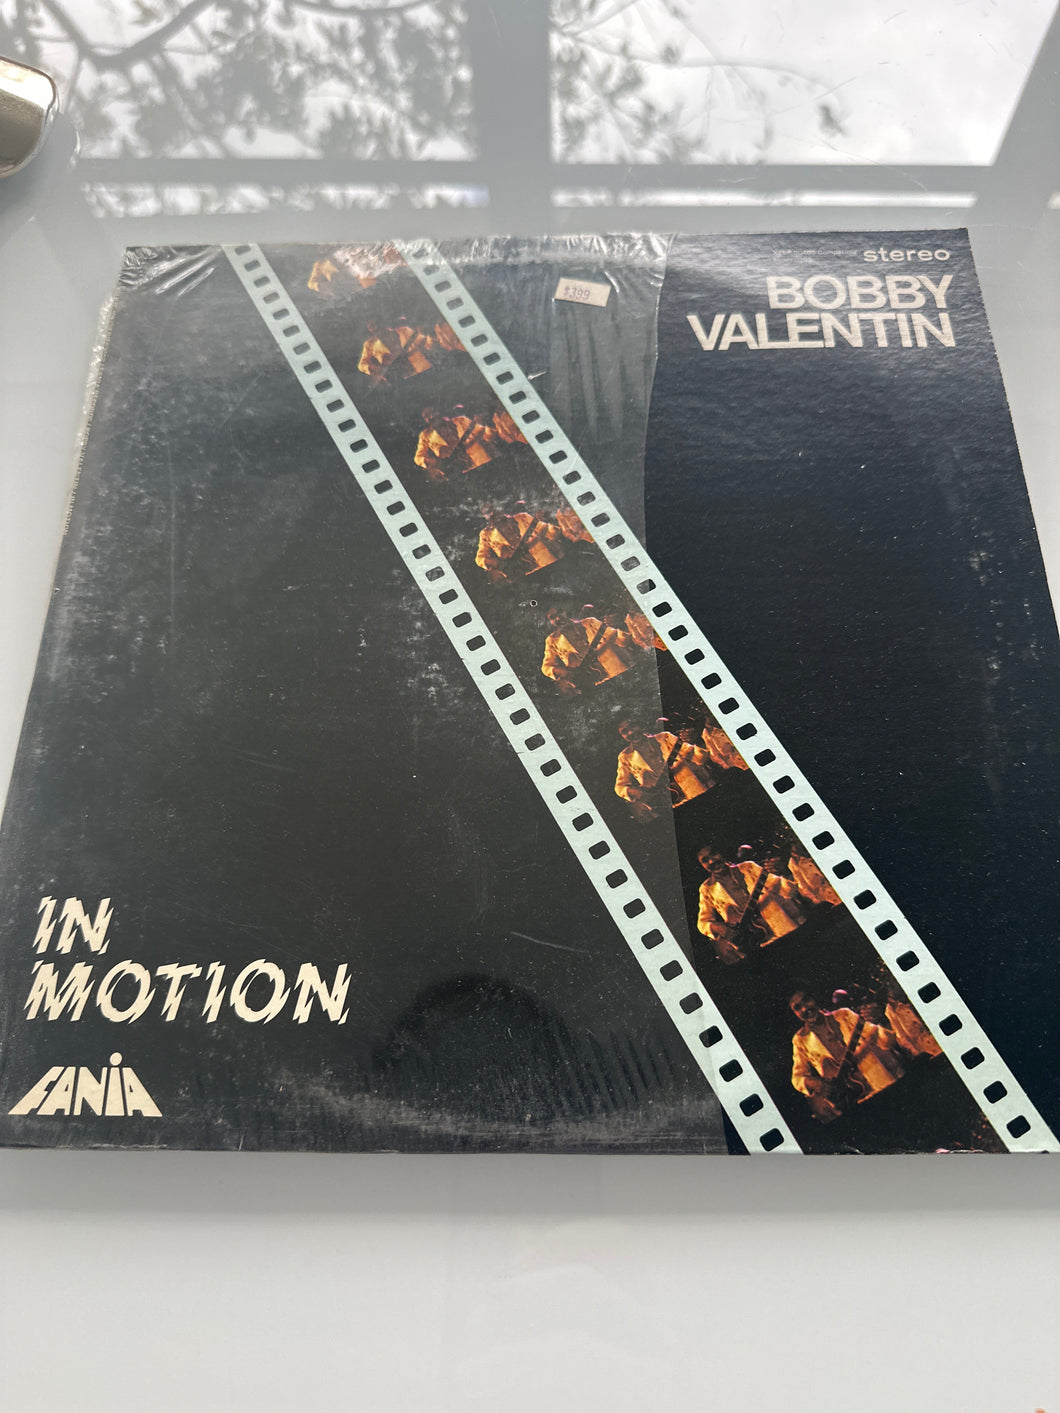 stereo
BOBBY
VALENTIN
$3.99
IN
MOTION
FANIA